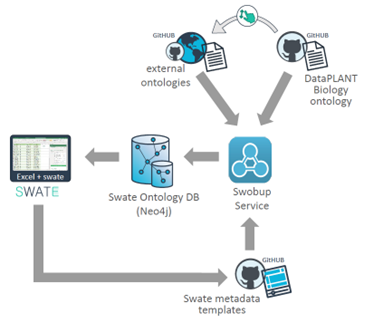 GitHUB
GitHUB
external
ontologies
DataPLANT
Biology
ontology
Excel + swate
SWATE
Swate Ontology DB
(Neo4j)
Swobup
Service
GitHUB
Swate metadata
templates